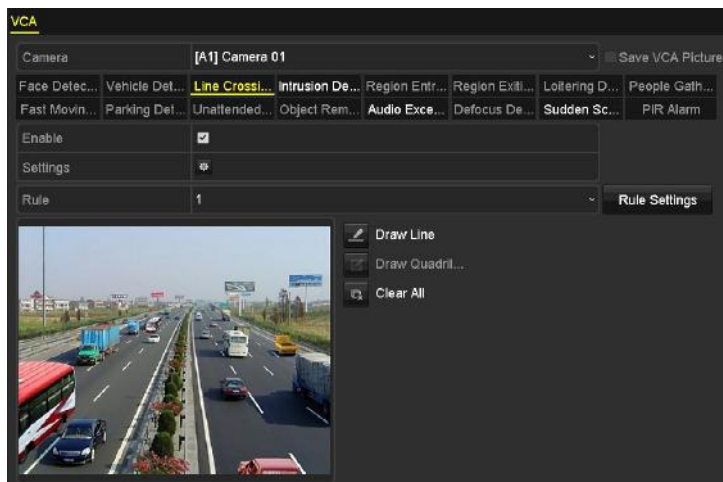 VCA
Camera [A1] Camera 01 Save VCA Picture
Face Detec... Vehicle Det... Line Crossi... Intrusion De... Region Entr... Region Exiti... Loitering D... People Gath...
Fast Movin... Parking Det... Unattended... Object Rem... Audio Exce... Defocus De... Sudden Sc... PIR Alarm
Enable
Settings
Rule 1 Rule Settings
Draw Line
Draw Quadril...
Clear All